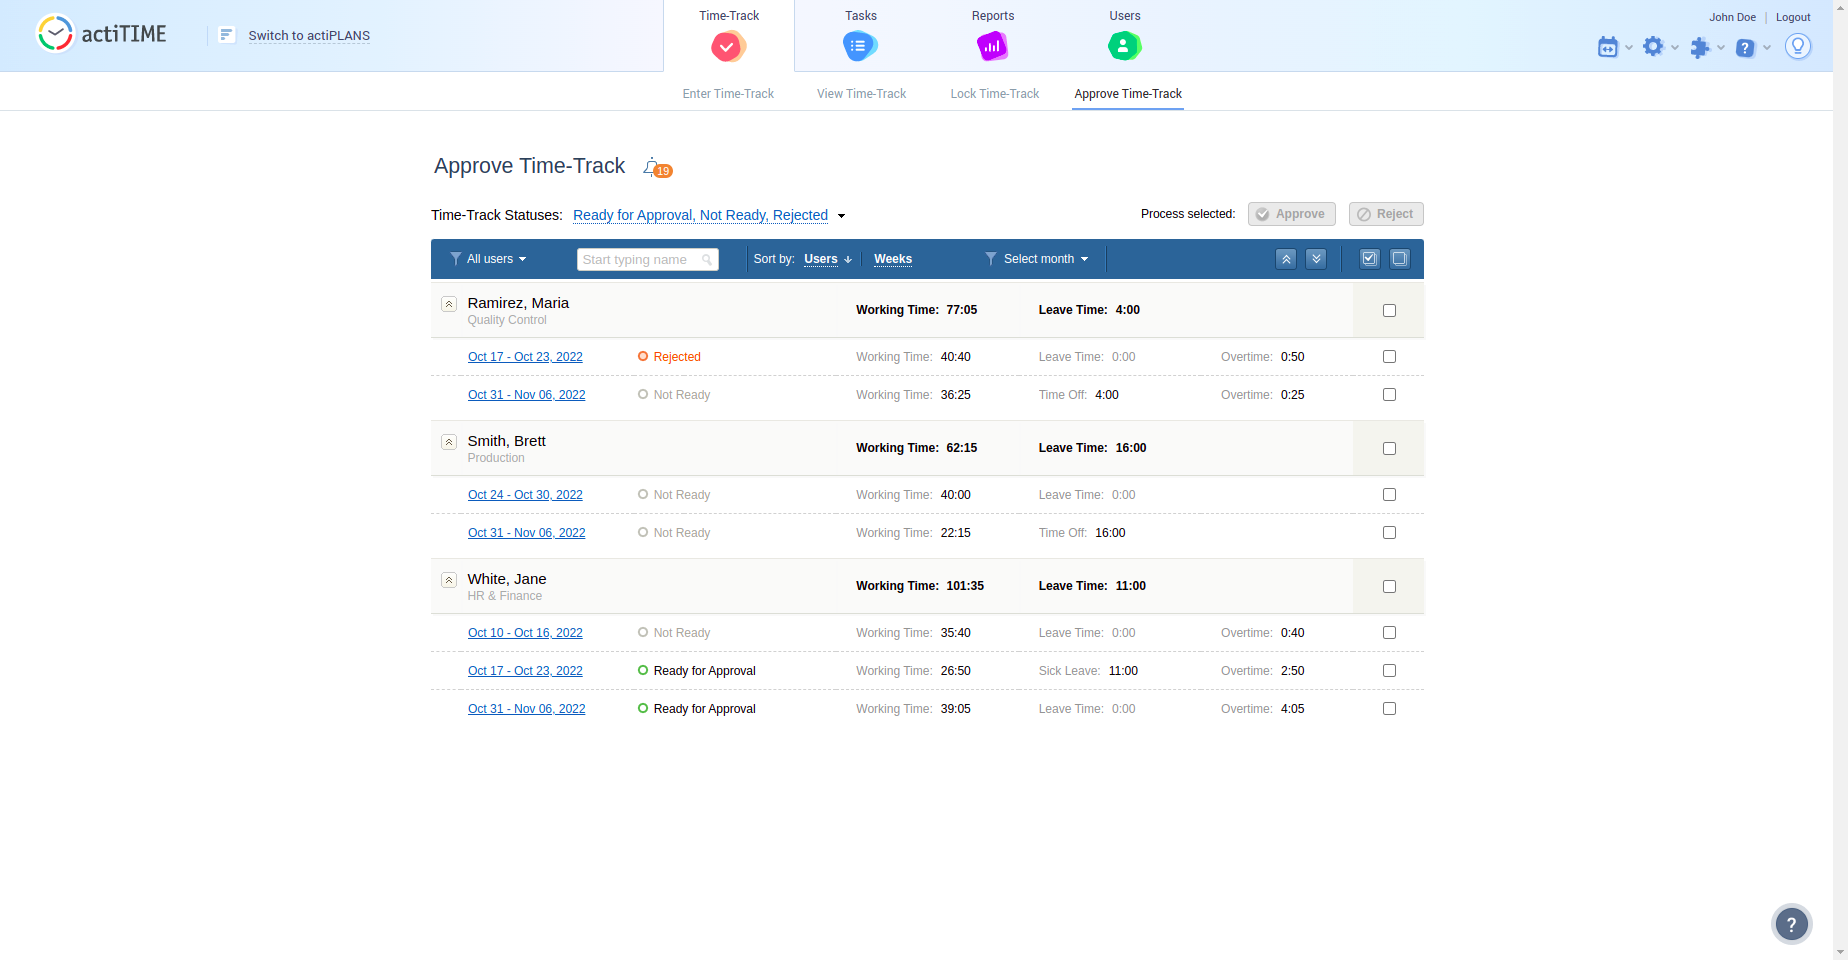 actiTIME
Switch to actiPLANS
Time-Track
Tasks
Reports
Users
John Doe | Logout
Enter Time-Track
View Time-Track
Lock Time-Track
Approve Time-Track
Approve Time-Track 19
Time-Track Statuses: Ready for Approval, Not Ready, Rejected
Process selected: Approve Reject
All users Start typing name Sort by: Users Weeks Select month
Ramirez, Maria Working Time: 77:05 Leave Time: 4:00
Quality Control
Oct 17 - Oct 23, 2022 Rejected Working Time: 40:40 Leave Time: 0:00 Overtime: 0:50
Oct 31 - Nov 06, 2022 Not Ready Working Time: 36:25 Time Off: 4:00 Overtime: 0:25
Smith, Brett Working Time: 62:15 Leave Time: 16:00
Production
Oct 24 - Oct 30, 2022 Not Ready Working Time: 40:00 Leave Time: 0:00
Oct 31 - Nov 06, 2022 Not Ready Working Time: 22:15 Time Off: 16:00
White, Jane Working Time: 101:35 Leave Time: 11:00
HR & Finance
Oct 10 - Oct 16, 2022 Not Ready Working Time: 35:40 Leave Time: 0:00 Overtime: 0:40
Oct 17 - Oct 23, 2022 Ready for Approval Working Time: 26:50 Sick Leave: 11:00 Overtime: 2:50
Oct 31 - Nov 06, 2022 Ready for Approval Working Time: 39:05 Leave Time: 0:00 Overtime: 4:05
?